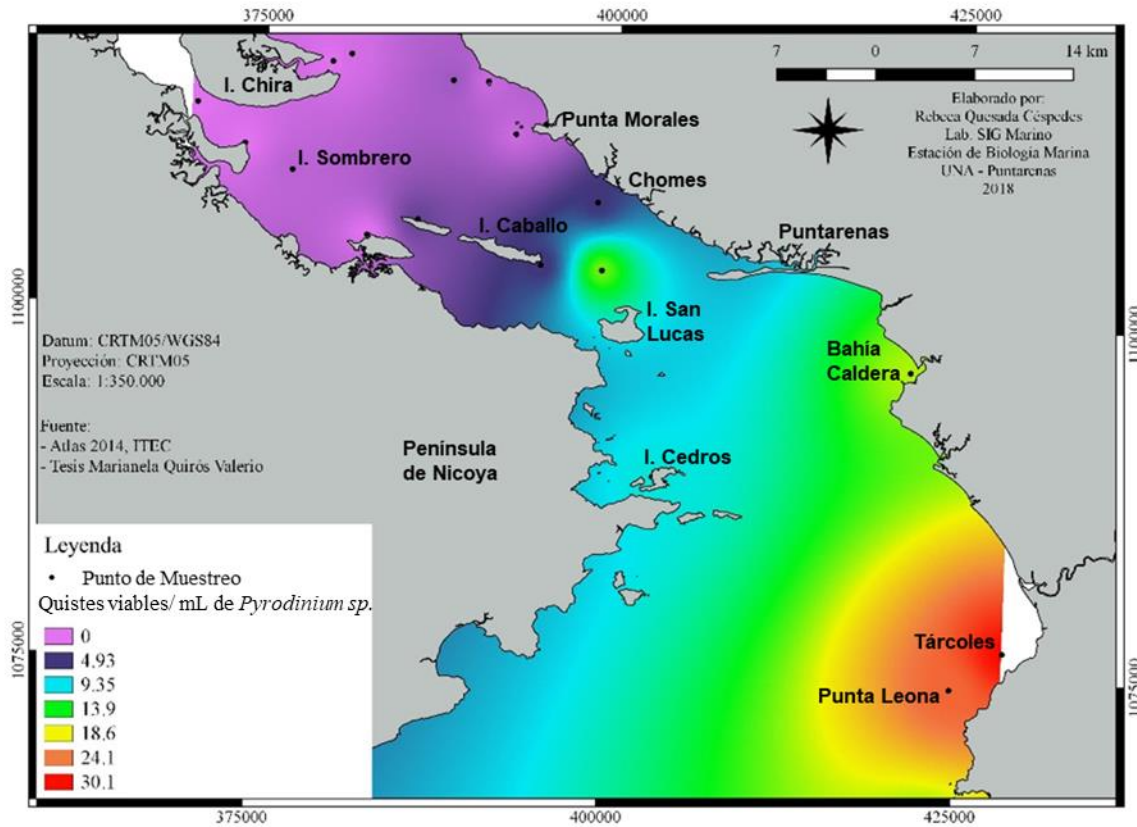 375000
400000
425000
7
0
7
14 km
I. Chira
Punta Morales
I. Sombrero
Chomes
I. Caballo
Puntarenas
Elaborado por:
Rebeca Quesada Céspedes
Lab. SIG Marino
Estación de Biología Marina
UNA - Puntarenas
2018
1100000
1100000
I. San
Lucas
Bahía
Caldera
Datum: CRTM05/WGS84
Proyección: CRTM05
Escala: 1:350.000
Fuente:
- Atlas 2014, ITEC
- Tesis Marianela Quirós Valerio
Península
de Nicoya
I. Cedros
Tárcoles
Punta Leona
1075000
1075000
Leyenda
Punto de Muestreo
Quistes viables/ mL de Pyrodinium sp.
0
4.93
9.35
13.9
18.6
24.1
30.1
375000
400000
425000